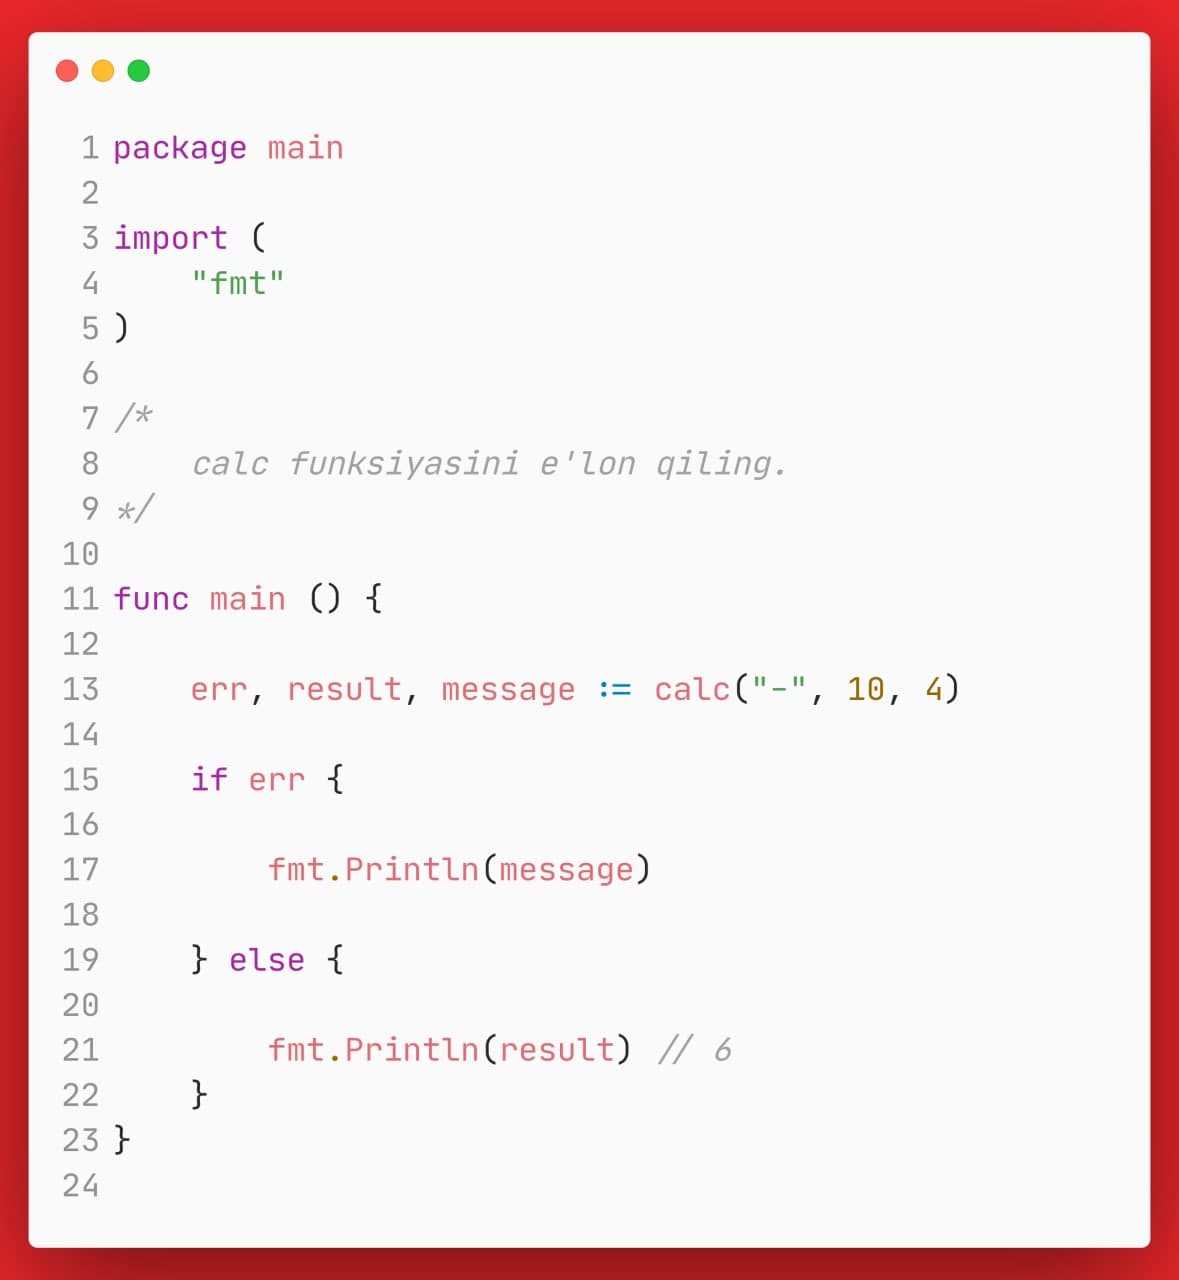 1 package main
2
3 import (
4     "fmt"
5 )
6
7 /*
8     calc funksiyasini e'lon qiling.
9 */
10
11 func main () {
12
13     err, result, message := calc("-", 10, 4)
14
15     if err {
16
17         fmt.Println(message)
18
19     } else {
20
21         fmt.Println(result) // 6
22     }
23 }
24